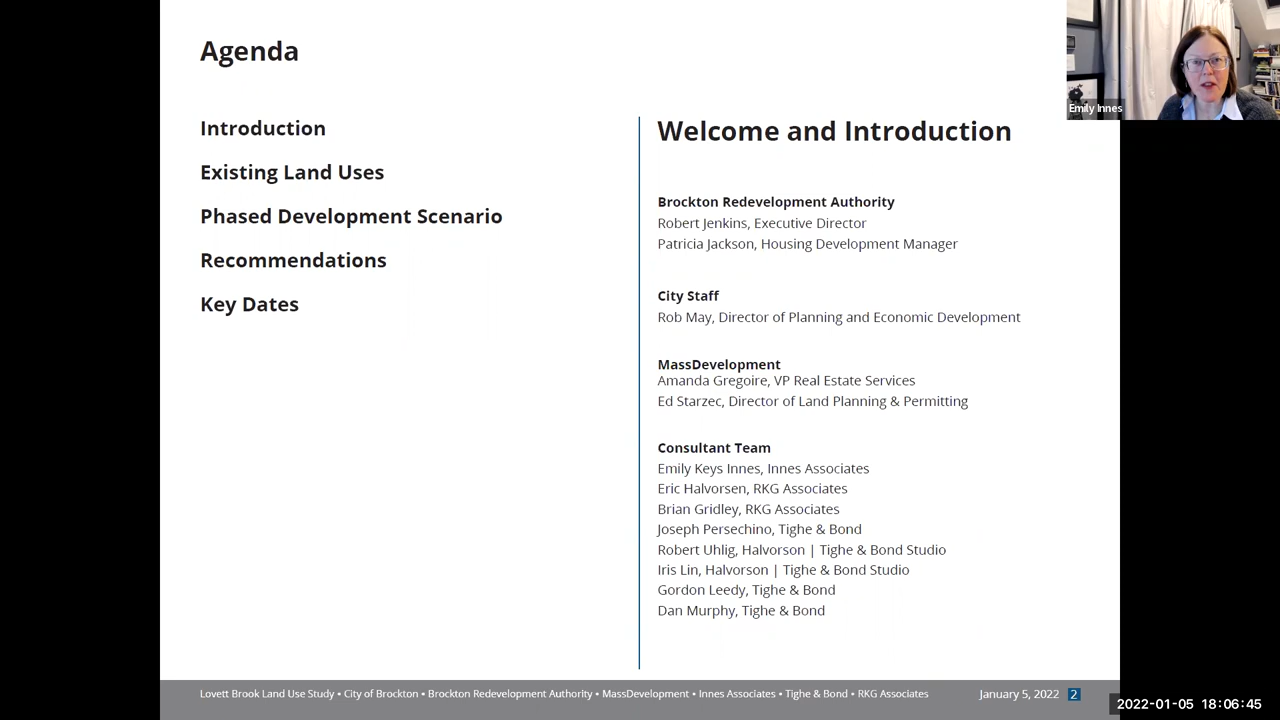 Agenda
Introduction
Existing Land Uses
Phased Development Scenario
Recommendations
Key Dates
Welcome and Introduction
Brockton Redevelopment Authority
Robert Jenkins, Executive Director
Patricia Jackson, Housing Development Manager
City Staff
Rob May, Director of Planning and Economic Development
MassDevelopment
Amanda Gregoire, VP Real Estate Services
Ed Starzec, Director of Land Planning & Permitting
Consultant Team
Emily Keys Innes, Innes Associates
Eric Halvorsen, RKG Associates
Brian Gridley, RKG Associates
Joseph Persechino, Tighe & Bond
Robert Uhlig, Halvorson | Tighe & Bond Studio
Iris Lin, Halvorson | Tighe & Bond Studio
Gordon Leedy, Tighe & Bond
Dan Murphy, Tighe & Bond
Emily Innes
Lovett Brook Land Use Study • City of Brockton • Brockton Redevelopment Authority • MassDevelopment • Innes Associates • Tighe & Bond • RKG Associates
January 5, 2022 2
2022-01-05 18:06:45